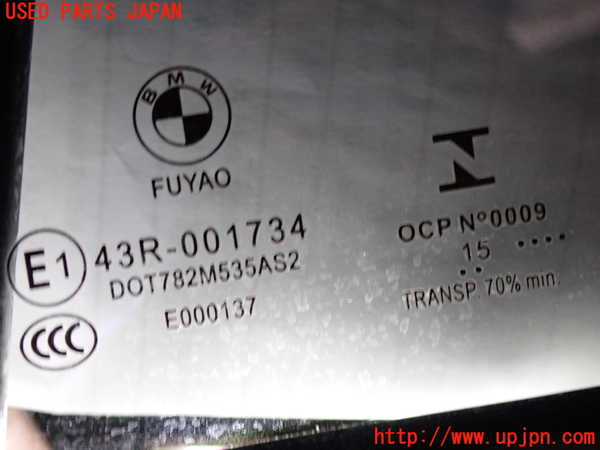 USED PARTS JAPAN
BMW
FUYAO
E1
43R-001734
DOT782M535AS2
E000137
CCC
OCP Nº0009
15 ....
..
TRANSP. 70% min.
http://www.upjpn.com/